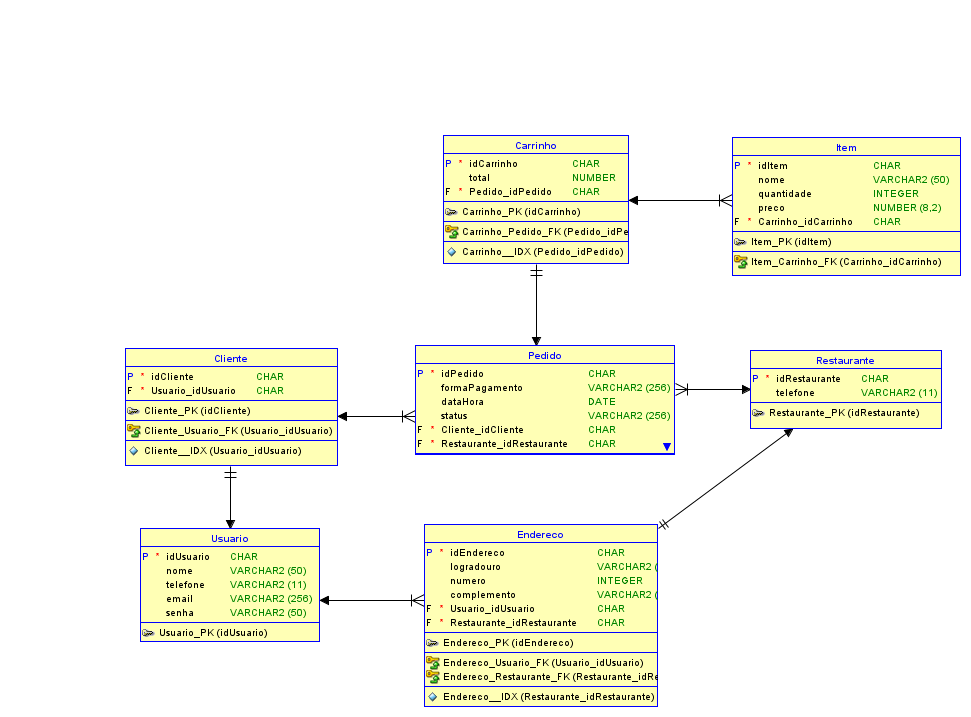 Carrinho
P * idCarrinho CHAR
total NUMBER
F * Pedido_idPedido CHAR
Carrinho_PK (idCarrinho)
Carrinho_Pedido_FK (Pedido_idPe
Carrinho__IDX (Pedido_idPedido)
Item
P * idItem CHAR
nome VARCHAR2 (50)
quantidade INTEGER
preco NUMBER (8,2)
F * Carrinho_idCarrinho CHAR
Item_PK (idItem)
Item_Carrinho_FK (Carrinho_idCarrinho)
Cliente
P * idCliente CHAR
F * Usuario_idUsuario CHAR
Cliente_PK (idCliente)
Cliente_Usuario_FK (Usuario_idUsuario)
Cliente__IDX (Usuario_idUsuario)
Pedido
P * idPedido CHAR
formaPagamento VARCHAR2 (256)
dataHora DATE
status VARCHAR2 (256)
F * Cliente_idCliente CHAR
F * Restaurante_idRestaurante CHAR
Restaurante
P * idRestaurante CHAR
telefone VARCHAR2 (11)
Restaurante_PK (idRestaurante)
Usuario
P * idUsuario CHAR
nome VARCHAR2 (50)
telefone VARCHAR2 (11)
email VARCHAR2 (256)
senha VARCHAR2 (50)
Usuario_PK (idUsuario)
Endereco
P * idEndereco CHAR
logradouro VARCHAR2 (
numero INTEGER
complemento VARCHAR2 (
F * Usuario_idUsuario CHAR
F * Restaurante_idRestaurante CHAR
Endereco_PK (idEndereco)
Endereco_Usuario_FK (Usuario_idUsuario)
Endereco_Restaurante_FK (Restaurante_idRe
Endereco__IDX (Restaurante_idRestaurante)